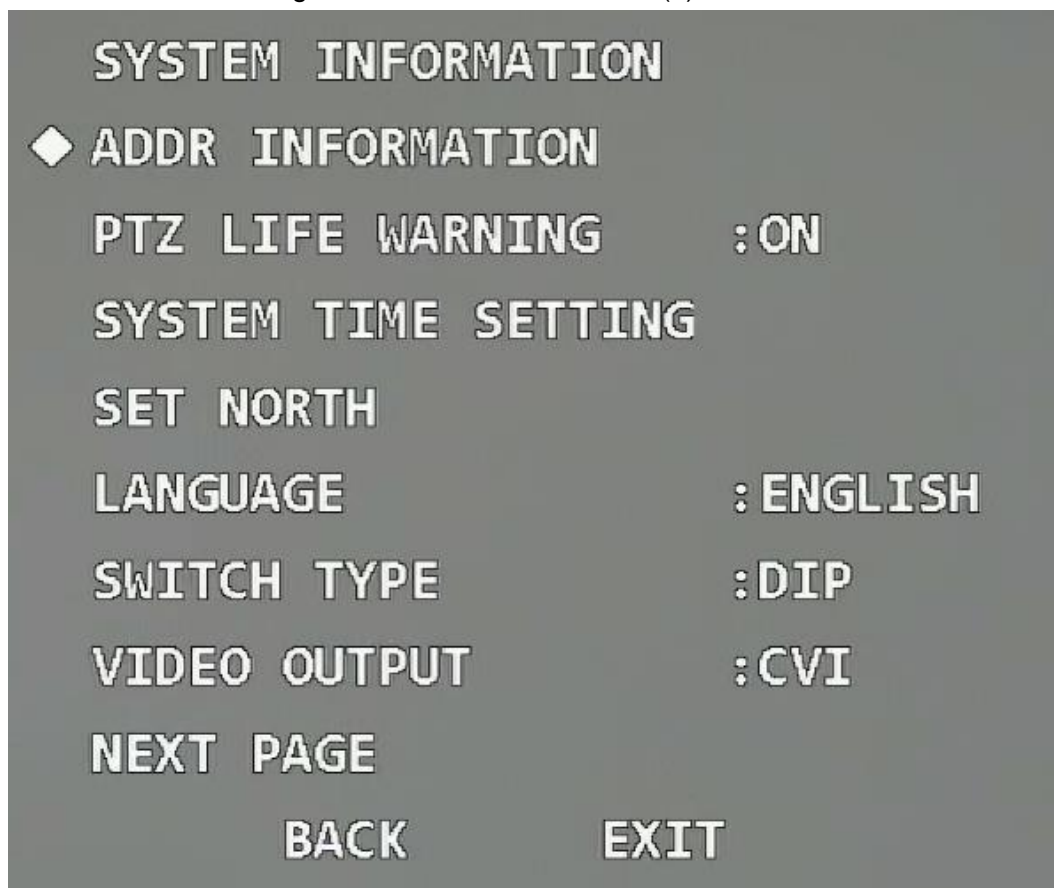 SYSTEM INFORMATION
ADDR INFORMATION
PTZ LIFE WARNING :ON
SYSTEM TIME SETTING
SET NORTH
LANGUAGE :ENGLISH
SWITCH TYPE :DIP
VIDEO OUTPUT :CVI
NEXT PAGE
BACK EXIT